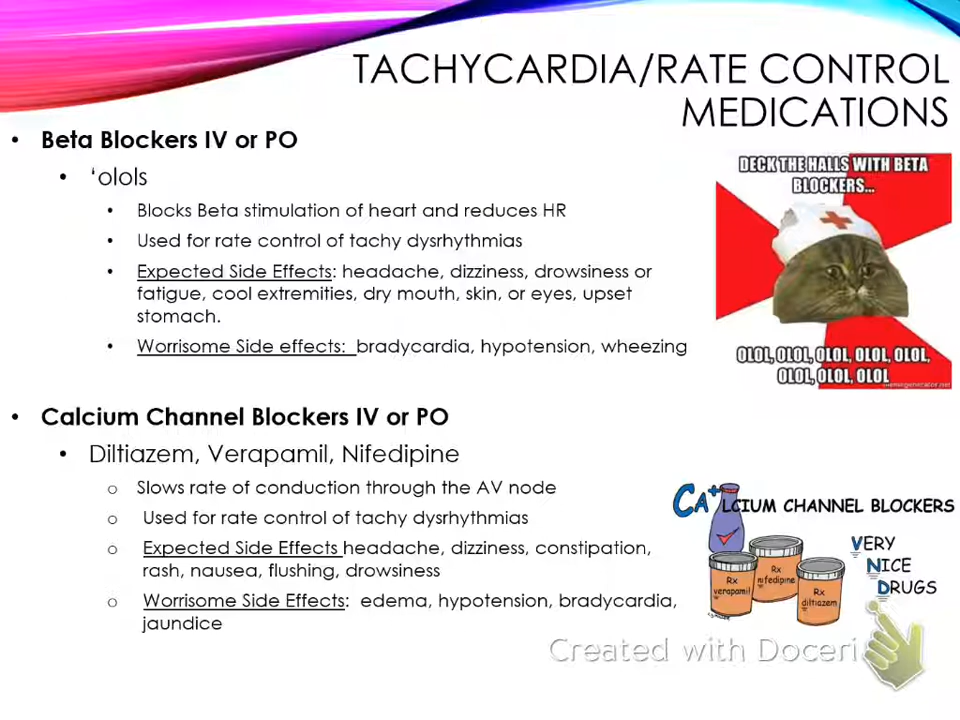 TACHYCARDIA/RATE CONTROL
MEDICATIONS
• Beta Blockers IV or PO
• ‘olols
• Blocks Beta stimulation of heart and reduces HR
• Used for rate control of tachy dysrhythmias
• Expected Side Effects: headache, dizziness, drowsiness or
fatigue, cool extremities, dry mouth, skin, or eyes, upset
stomach.
• Worrisome Side effects: bradycardia, hypotension, wheezing
DECK THE HALLS WITH BETA
BLOCKERS...
OLOL, OLOL, OLOL, OLOL, OLOL,
OLOL, OLOL, OLOL
memegenerator.net
• Calcium Channel Blockers IV or PO
• Diltiazem, Verapamil, Nifedipine
o Slows rate of conduction through the AV node
o Used for rate control of tachy dysrhythmias
o Expected Side Effects headache, dizziness, constipation,
rash, nausea, flushing, drowsiness
o Worrisome Side Effects: edema, hypotension, bradycardia,
jaundice
CA+LCIUM CHANNEL BLOCKERS
VERY
NICE
DRUGS
Rx
verapamil
Rx
nifedipine
Rx
diltiazem
Created with Doceri